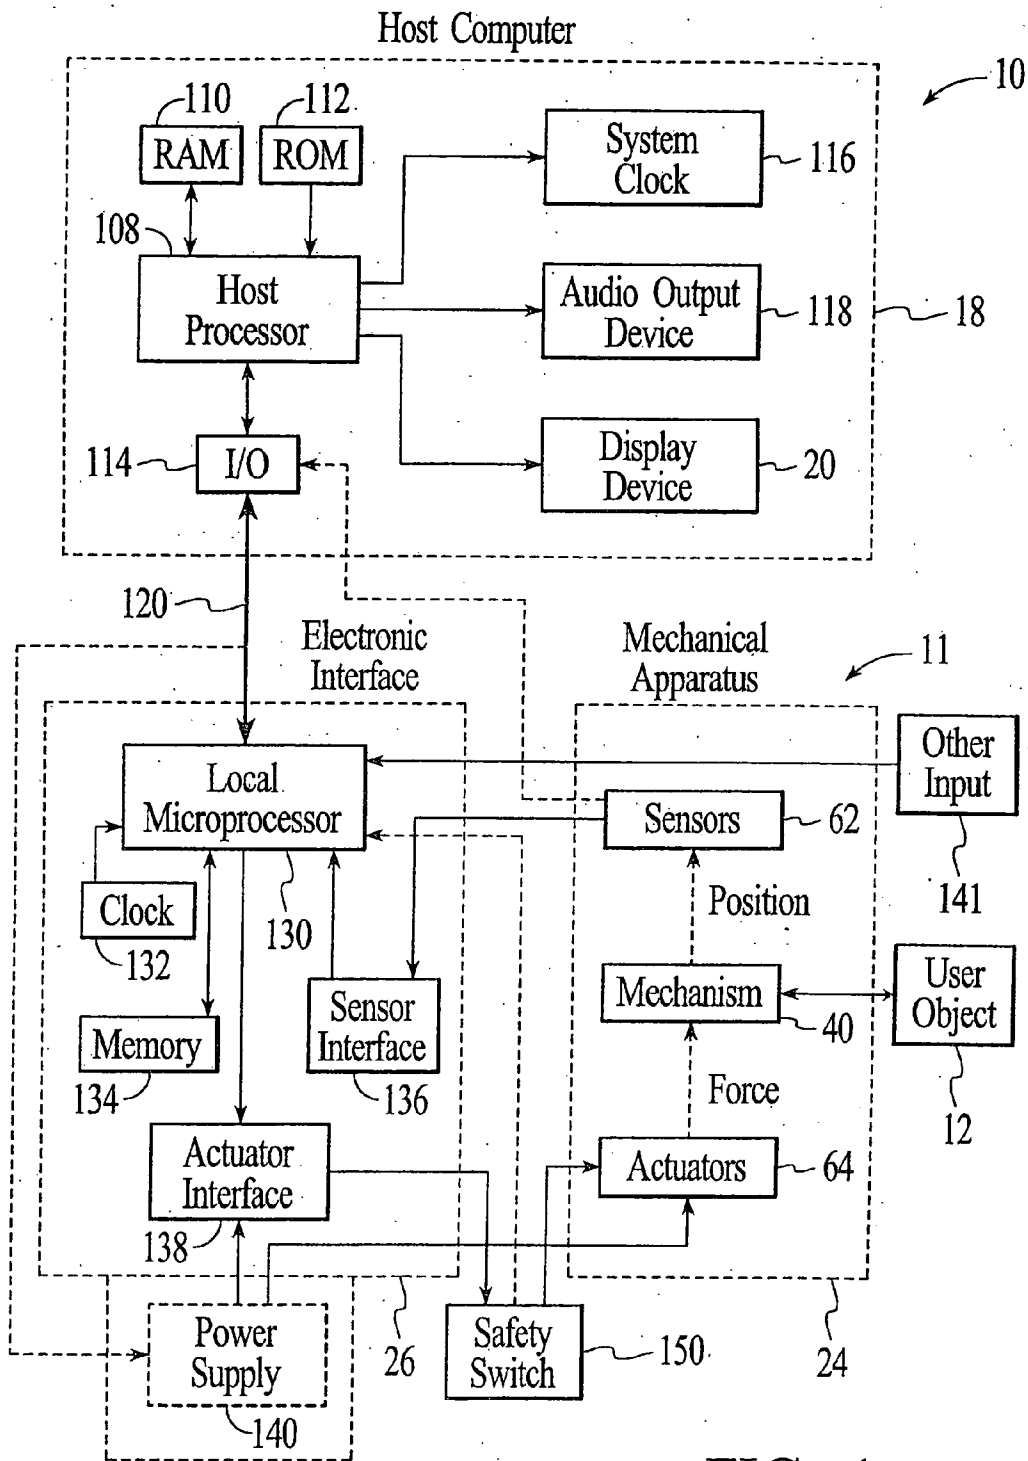 Host Computer
10
110
112
RAM
ROM
System
Clock
116
108
Host
Processor
Audio Output
Device
118
18
114
I/O
Display
Device
20
120
Electronic
Interface
Mechanical
Apparatus
11
Local
Microprocessor
Other
Input
Sensors
62
141
Clock
132
130
Position
Sensor
Interface
Mechanism
40
User
Object
Memory
134
136
Force
12
Actuator
Interface
138
Actuators
64
Power
Supply
140
26
Safety
Switch
150
24